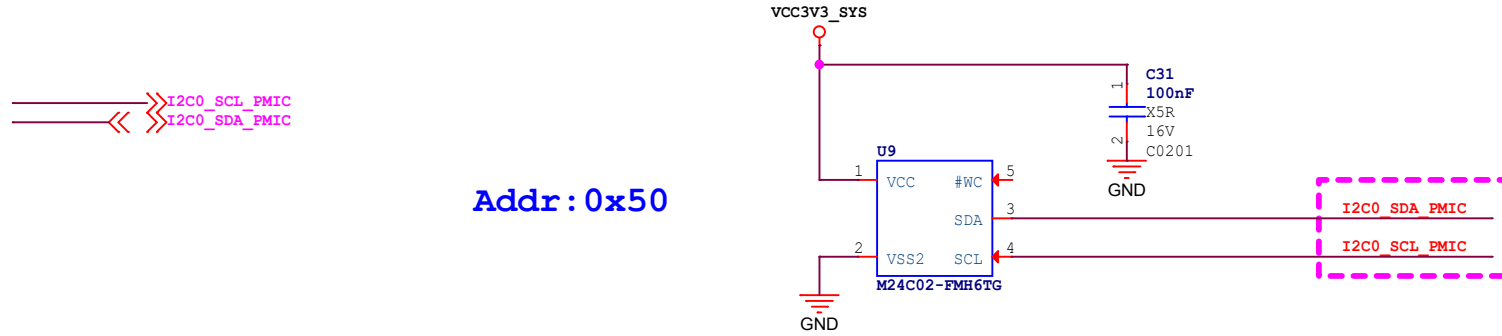 VCC3V3_SYS
I2C0_SCL_PMIC
I2C0_SDA_PMIC
1
C31
100nF
X5R
16V
2
C0201
GND
U9
1
VCC
#WC
5
Addr:0x50
SDA
3
I2C0_SDA_PMIC
2
VSS2
SCL
4
I2C0_SCL_PMIC
M24C02-FMH6TG
GND